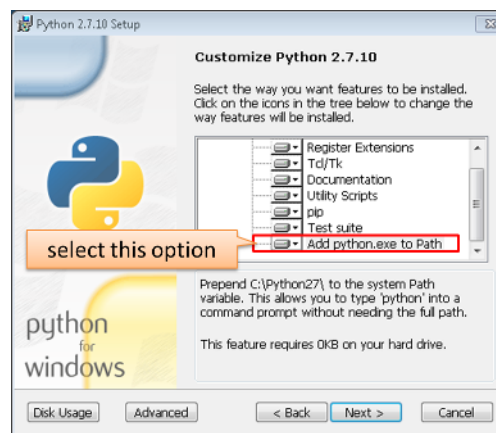 Python 2.7.10 Setup
Customize Python 2.7.10
Select the way you want features to be installed.
Click on the icons in the tree below to change the
way features will be installed.
Register Extensions
Tcl/Tk
Documentation
Utility Scripts
pip
Test suite
Add python.exe to Path
select this option
Prepend C:\Python27\ to the system Path
variable. This allows you to type 'python' into a
command prompt without needing the full path.
This feature requires 0KB on your hard drive.
python
for
windows
Disk Usage
Advanced
< Back
Next >
Cancel